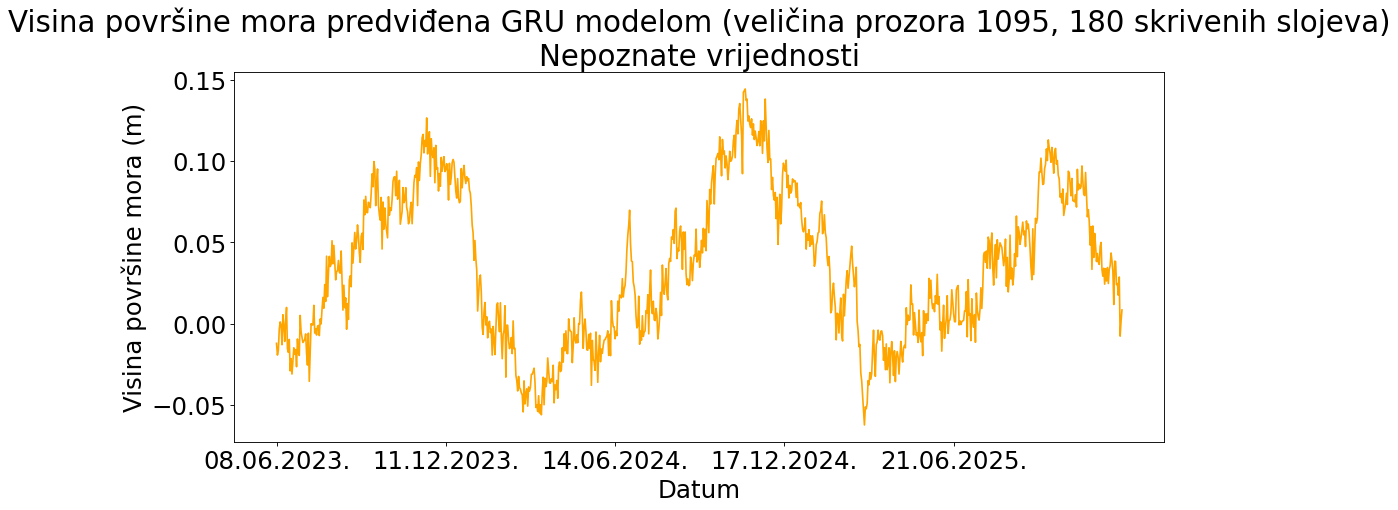 Visina površine mora predviđena GRU modelom (veličina prozora 1095, 180 skrivenih slojeva)
Nepoznate vrijednosti
Visina površine mora (m)
0.15
0.10
0.05
0.00
−0.05
08.06.2023. 11.12.2023. 14.06.2024. 17.12.2024. 21.06.2025.
Datum